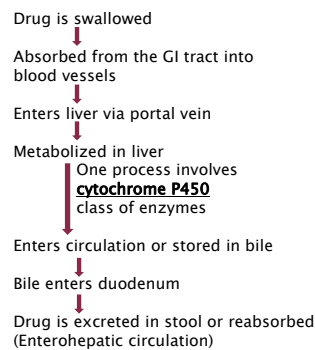 Drug is swallowed
Absorbed from the GI tract into
blood vessels
Enters liver via portal vein
Metabolized in liver
One process involves
cytochrome P450
class of enzymes
Enters circulation or stored in bile
Bile enters duodenum
Drug is excreted in stool or reabsorbed
(Enterohepatic circulation)